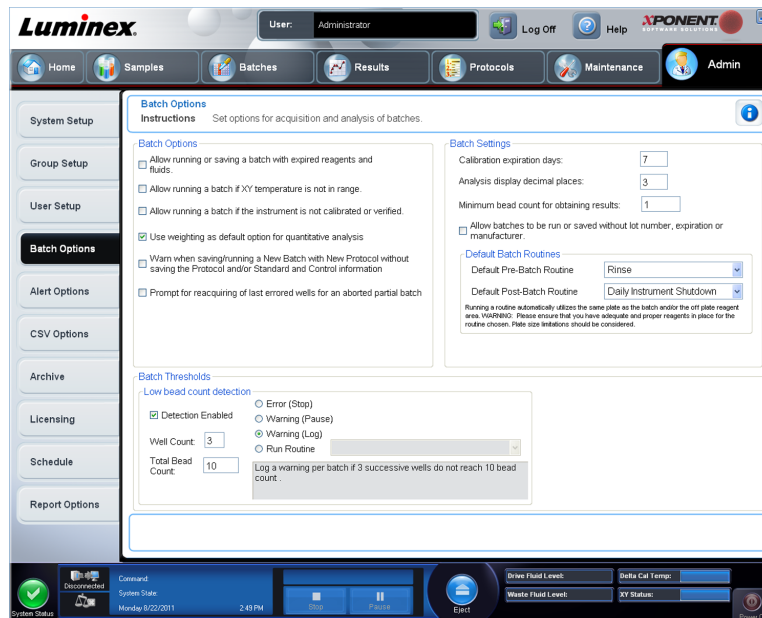 Luminex.
User: Administrator
Log Off
Help
XPONENT.
SOFTWARE SOLUTIONS
Home
Samples
Batches
Results
Protocols
Maintenance
Admin
System Setup
Group Setup
User Setup
Batch Options
Alert Options
CSV Options
Archive
Licensing
Schedule
Report Options
Batch Options
Instructions Set options for acquisition and analysis of batches.
Batch Options
Allow running or saving a batch with expired reagents and
fluids.
Allow running a batch if XY temperature is not in range.
Allow running a batch if the instrument is not calibrated or verified.
Use weighting as default option for quantitative analysis
Warn when saving/running a New Batch with New Protocol without
saving the Protocol and/or Standard and Control information
Prompt for reacquiring of last errored wells for an aborted partial batch
Batch Settings
Calibration expiration days: 7
Analysis display decimal places: 3
Minimum bead count for obtaining results: 1
Allow batches to be run or saved without lot number, expiration or
manufacturer.
Default Batch Routines
Default Pre-Batch Routine Rinse
Default Post-Batch Routine Daily Instrument Shutdown
Running a routine automatically utilizes the same plate as the batch and/or the off plate reagent
area. WARNING: Please ensure that you have adequate and proper reagents in place for the
routine chosen. Plate size limitations should be considered.
Batch Thresholds
Low bead count detection
Detection Enabled
Well Count: 3
Total Bead
Count: 10
Error (Stop)
Warning (Pause)
Warning (Log)
Run Routine
Log a warning per batch if 3 successive wells do not reach 10 bead
count .
System Status
Disconnected
Command:
System State:
Monday 8/22/2011 2:49 PM
Stop
Pause
Eject
Drive Fluid Level:
Waste Fluid Level:
Delta Cal Temp:
XY Status: